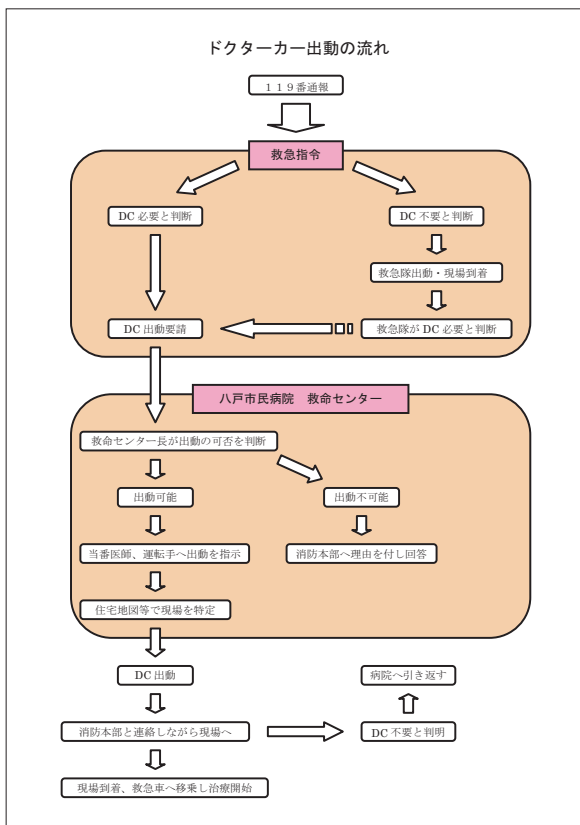 ドクターカー出動の流れ
119番通報
救急指令
DC 必要と判断
DC 不要と判断
救急隊出動・現場到着
DC 出動要請
救急隊が DC 必要と判断
八戸市民病院 救命センター
救命センター長が出動の可否を判断
出動可能
出動不可能
当番医師、運転手へ出動を指示
消防本部へ理由を付し回答
住宅地図等で現場を特定
DC 出動
病院へ引き返す
消防本部と連絡しながら現場へ
DC 不要と判明
現場到着、救急車へ移乗し治療開始